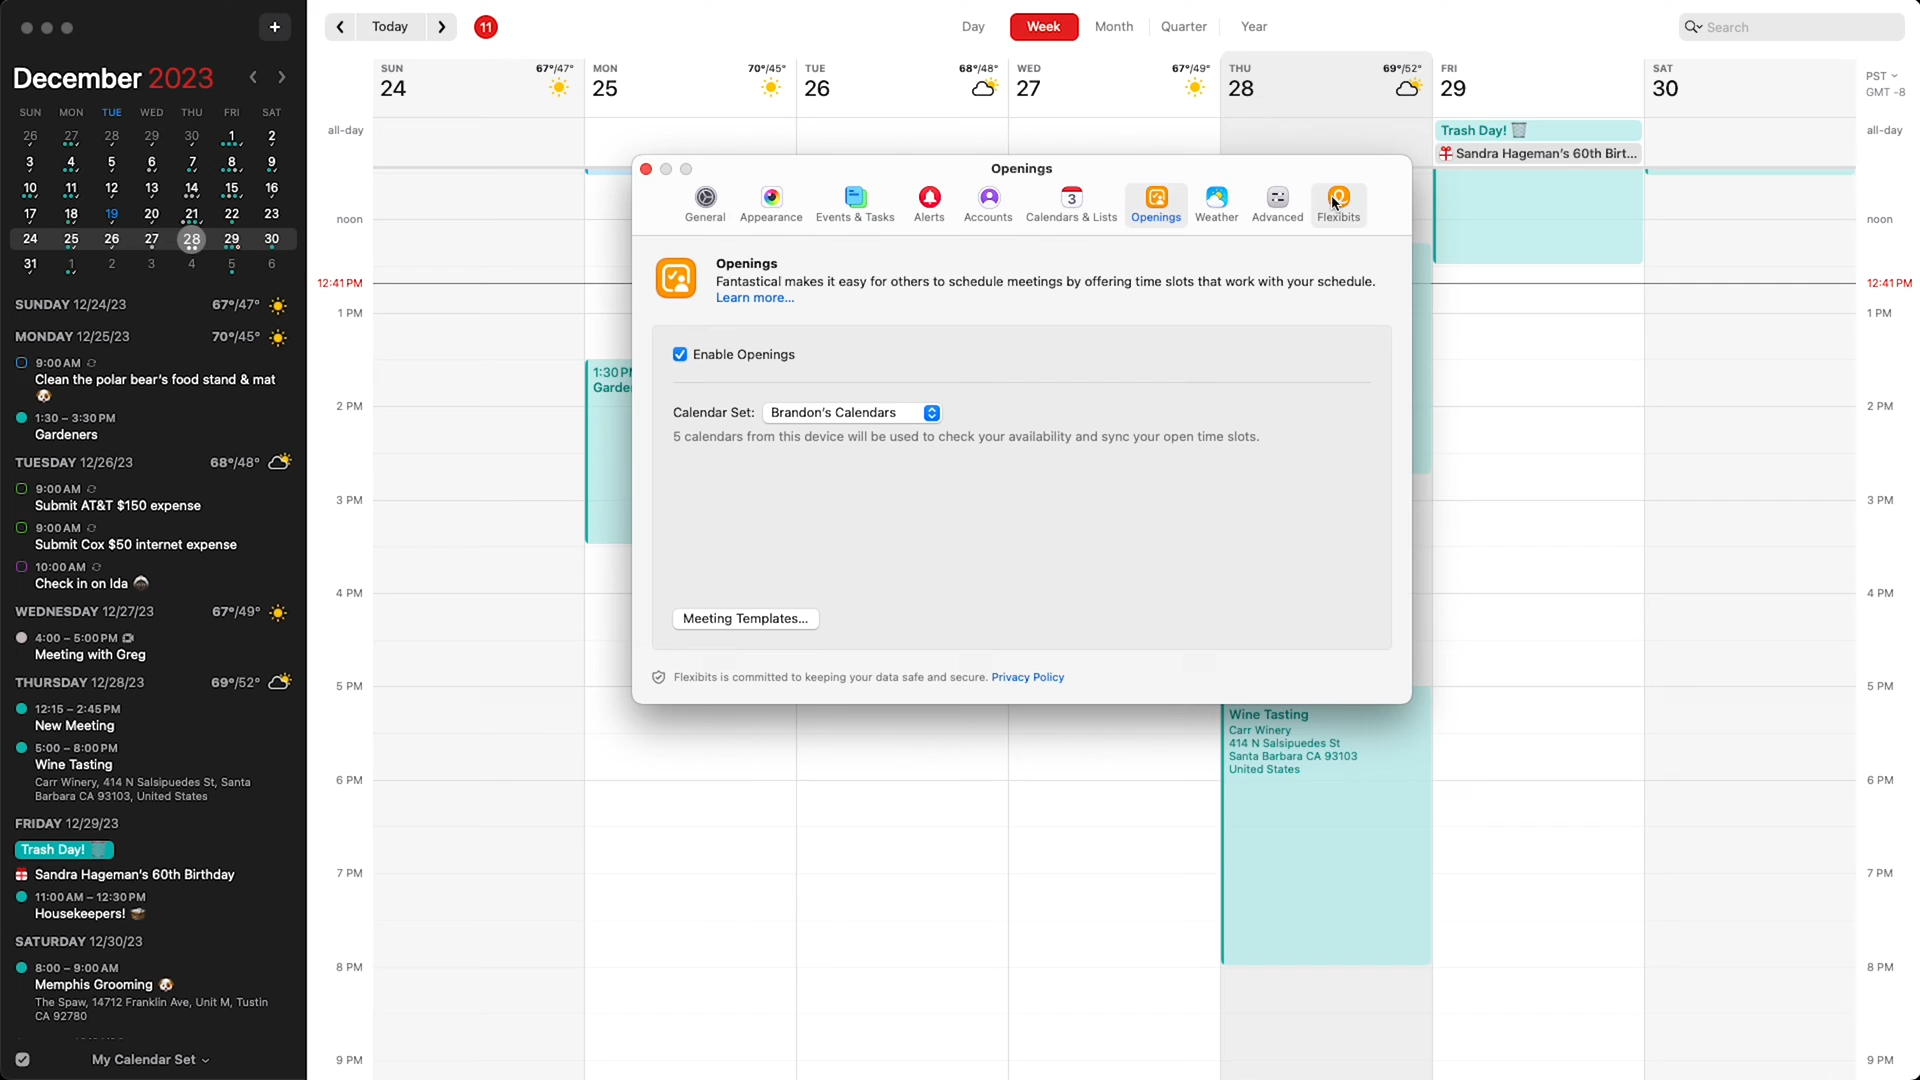 +
Today
11
Day
Week
Month
Quarter
Year
Search
December 2023
SUN MON TUE WED THU FRI SAT
26 27 28 29 30 1 2
3 4 5 6 7 8 9
10 11 12 13 14 15 16
17 18 19 20 21 22 23
24 25 26 27 28 29 30
31 1 2 3 4 5 6
SUNDAY 12/24/23 67°/47°
MONDAY 12/25/23 70°/45°
9:00 AM
Clean the polar bear's food stand & mat
1:30 – 3:30 PM
Gardeners
TUESDAY 12/26/23 68°/48°
9:00 AM
Submit AT&T $150 expense
9:00 AM
Submit Cox $50 internet expense
10:00 AM
Check in on Ida
WEDNESDAY 12/27/23 67°/49°
4:00 – 5:00 PM
Meeting with Greg
THURSDAY 12/28/23 69°/52°
12:15 – 2:45 PM
New Meeting
5:00 – 8:00 PM
Wine Tasting
Carr Winery, 414 N Salsipuedes St, Santa
Barbara CA 93103, United States
FRIDAY 12/29/23
Trash Day!
Sandra Hageman's 60th Birthday
11:00 AM – 12:30 PM
Housekeepers!
SATURDAY 12/30/23
8:00 – 9:00 AM
Memphis Grooming
The Spaw, 14712 Franklin Ave, Unit M, Tustin
CA 92780
My Calendar Set
SUN 67°/47°
24
MON 70°/45°
25
TUE 68°/48°
26
WED 67°/49°
27
THU 69°/52°
28
FRI
29
SAT
30
PST
GMT -8
all-day
Trash Day!
all-day
Sandra Hageman's 60th Birt...
noon
noon
12:41 PM
12:41 PM
1 PM
1 PM
2 PM
2 PM
3 PM
3 PM
4 PM
4 PM
5 PM
5 PM
6 PM
6 PM
7 PM
7 PM
8 PM
8 PM
9 PM
9 PM
1:30 PM
Garde
Openings
General
Appearance
Events & Tasks
Alerts
Accounts
3
Calendars & Lists
Openings
Weather
Advanced
Flexibits
Openings
Fantastical makes it easy for others to schedule meetings by offering time slots that work with your schedule.
Learn more...
Enable Openings
Calendar Set: Brandon's Calendars
5 calendars from this device will be used to check your availability and sync your open time slots.
Meeting Templates...
Flexibits is committed to keeping your data safe and secure. Privacy Policy
Wine Tasting
Carr Winery
414 N Salsipuedes St
Santa Barbara CA 93103
United States